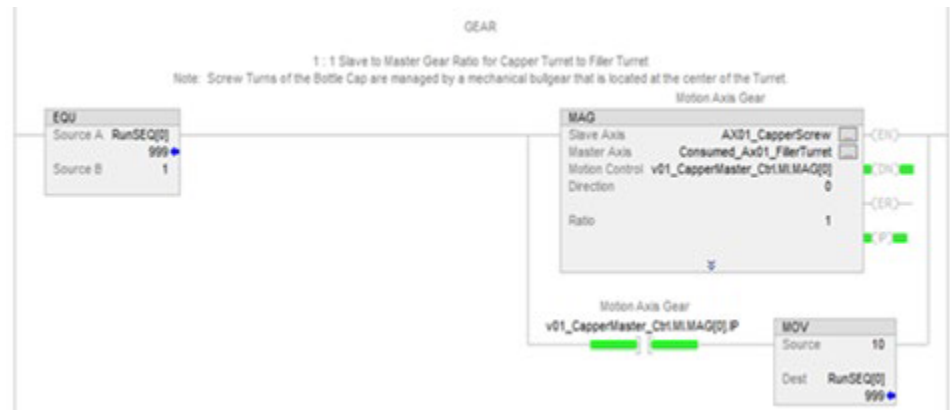 GEAR
1 : 1 Slave to Master Gear Ratio for Capper Turret to Filler Turret
Note: Screw Turns of the Bottle Cap are managed by a mechanical bullgear that is located at the center of the Turret.
Motion Axis Gear
EQU
Source A RunSEQ[0]
999
Source B 1
MAG
Slave Axis AX01_CapperScrew ...
Master Axis Consumed_Ax01_FillerTurret ...
Motion Control v01_CapperMaster_Ctrl.MI.MAG[0]
Direction 0
Ratio 1
(EN)
(DN)
(ER)
(IP)
Motion Axis Gear
v01_CapperMaster_Ctrl.MI.MAG[0].IP
MOV
Source 10
Dest RunSEQ[0]
999